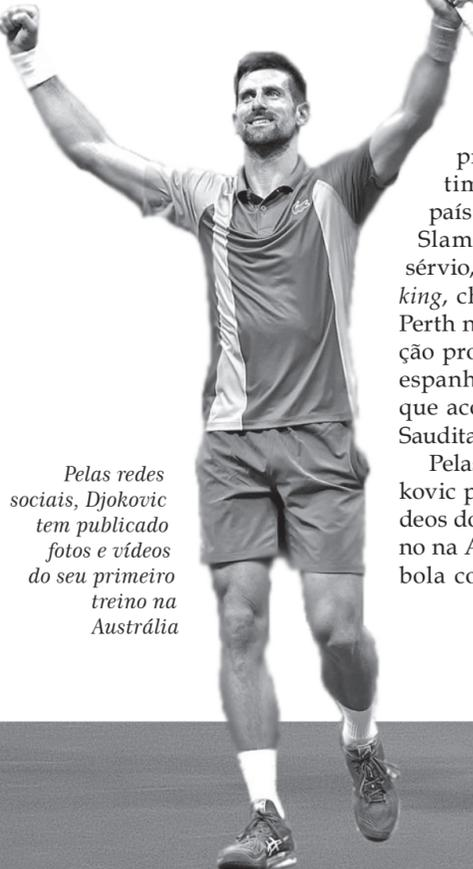 Pelas redes
sociais, Djokovic
tem publicado
fotos e vídeos
do seu primeiro
treino na
Austrália
país
Slam
sérvio,
king, ch
Perth n
ção pro
espanh
que aco
Saudita
Pela
kovic p
deos do
no na A
bola co